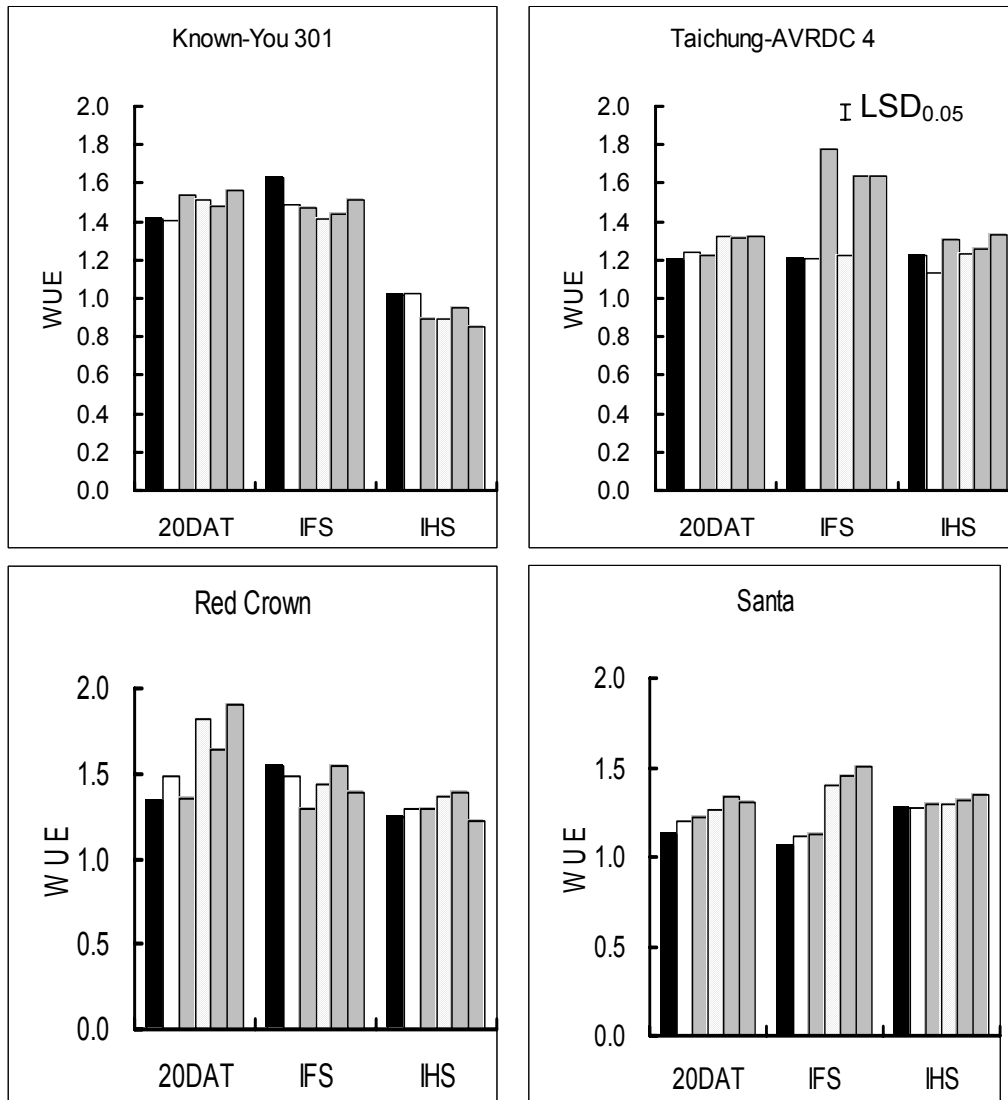 Known-You 301
WUE
2.0
1.8
1.6
1.4
1.2
1.0
0.8
0.6
0.4
0.2
0.0
20DAT IFS IHS
Taichung-AVRDC 4
LSD0.05
WUE
2.0
1.8
1.6
1.4
1.2
1.0
0.8
0.6
0.4
0.2
0.0
20DAT IFS IHS
Red Crown
WUE
2.0
1.5
1.0
0.5
0.0
20DAT IFS IHS
Santa
WUE
2.0
1.5
1.0
0.5
0.0
20DAT IFS IHS